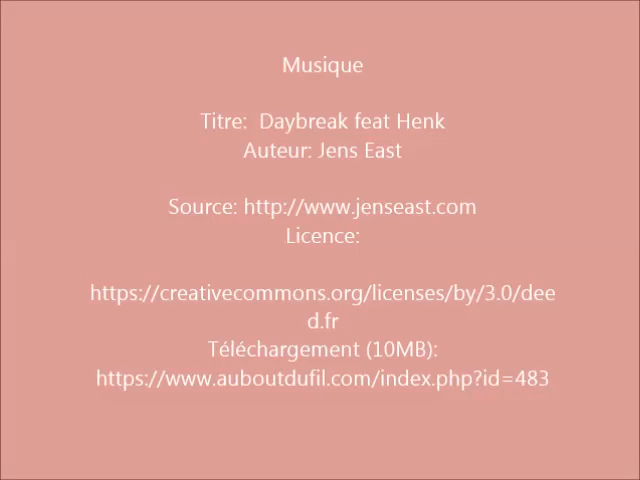 Musique
Titre:  Daybreak feat Henk
Auteur: Jens East
Source: http://www.jenseast.com
Licence:
https://creativecommons.org/licenses/by/3.0/dee
d.fr
Téléchargement (10MB):
https://www.auboutdufil.com/index.php?id=483